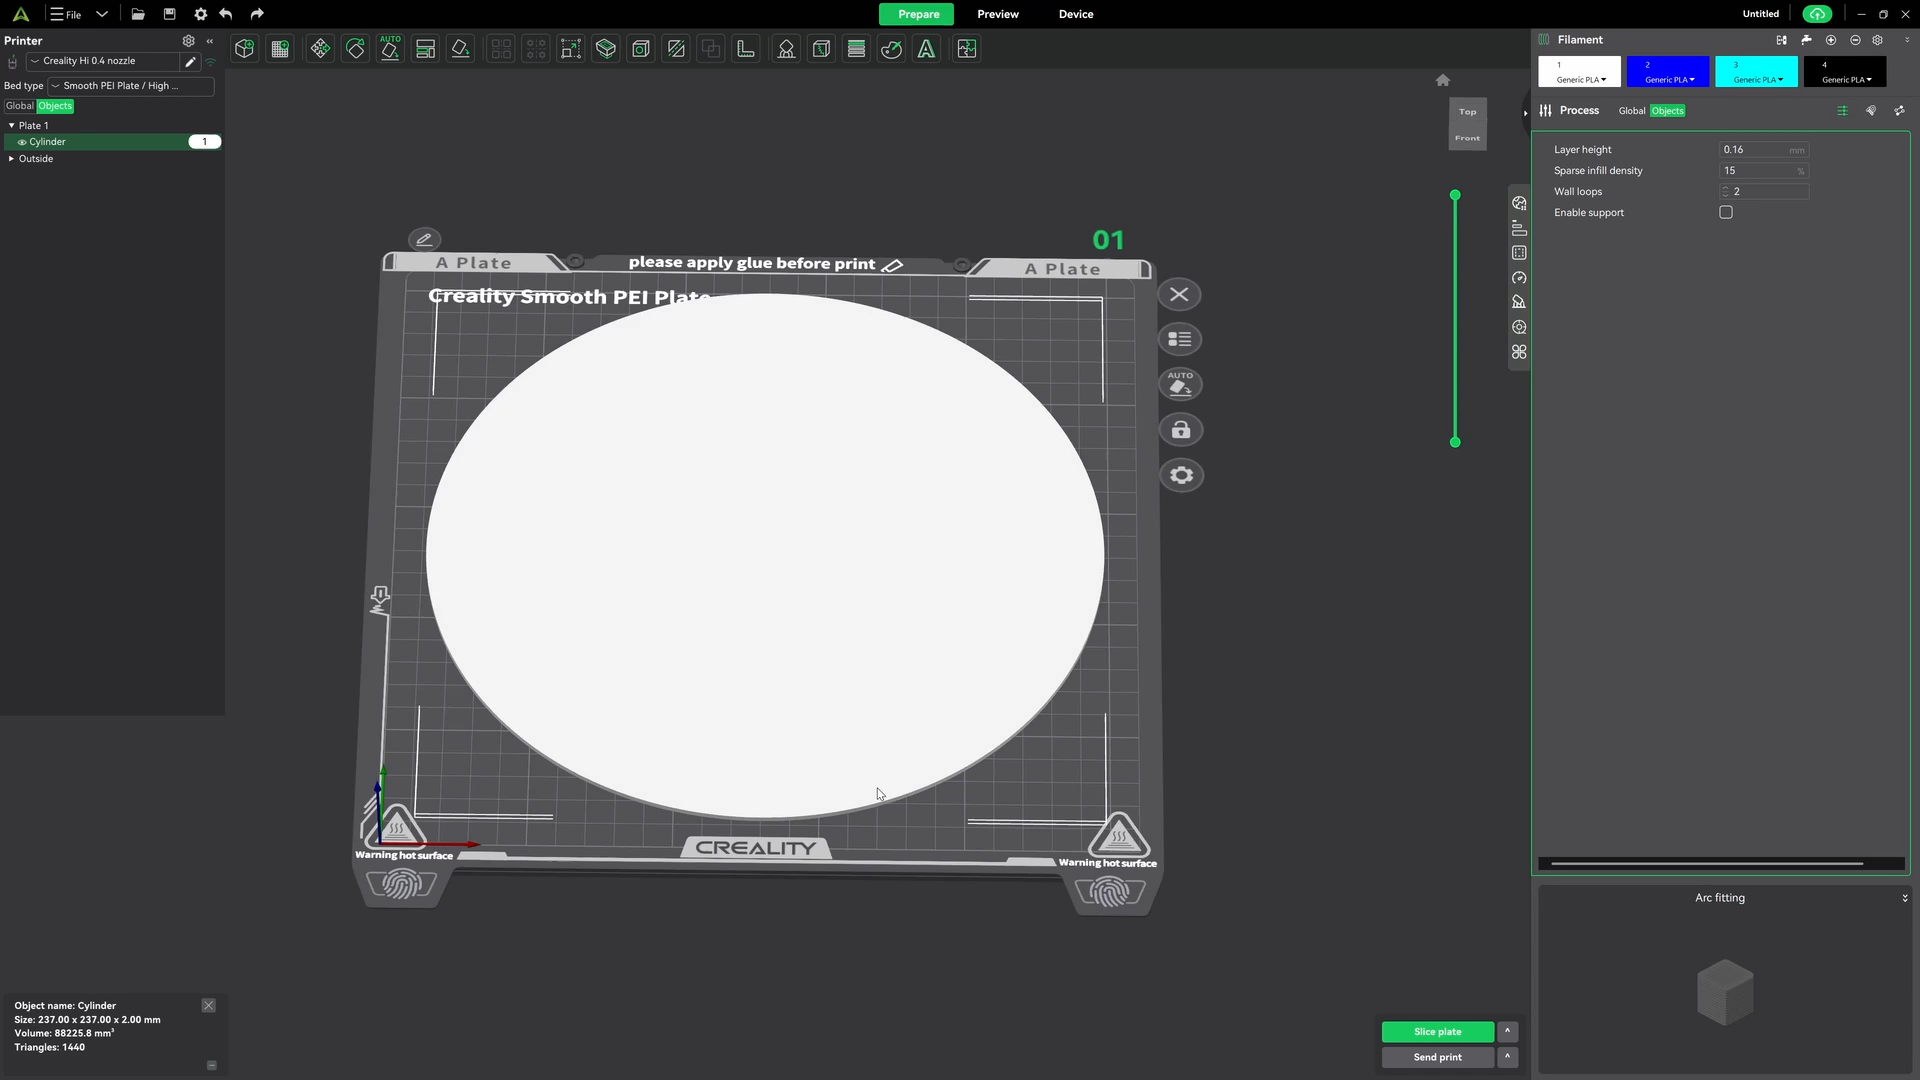 File
Prepare
Preview
Device
Untitled
Printer
Creality Hi 0.4 nozzle
Bed type
Smooth PEI Plate / High ...
Global
Objects
Plate 1
Cylinder
1
Outside
AUTO
Top
Front
01
A Plate
please apply glue before print
A Plate
Creality Smooth PEI Plate
AUTO
CREALITY
Warning hot surface
Warning hot surface
Filament
1
Generic PLA
2
Generic PLA
3
Generic PLA
4
Generic PLA
Process
Global
Objects
Layer height
0.16
mm
Sparse infill density
15
%
Wall loops
2
Enable support
Arc fitting
Object name: Cylinder
Size: 237.00 x 237.00 x 2.00 mm
Volume: 88225.8 mm³
Triangles: 1440
Slice plate
Send print